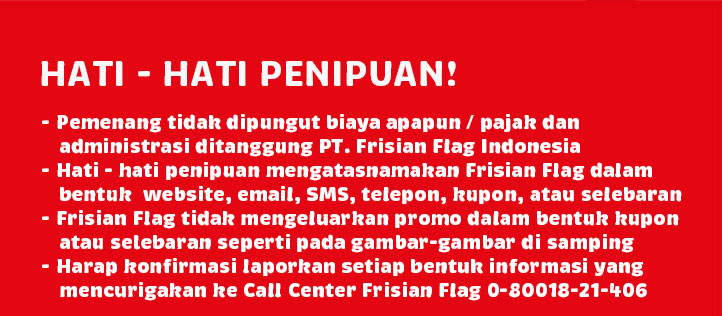 HATI - HATI PENIPUAN!
- Pemenang tidak dipungut biaya apapun / pajak dan
administrasi ditanggung PT. Frisian Flag Indonesia
- Hati - hati penipuan mengatasnamakan Frisian Flag dalam
bentuk website, email, SMS, telepon, kupon, atau selebaran
- Frisian Flag tidak mengeluarkan promo dalam bentuk kupon
atau selebaran seperti pada gambar-gambar di samping
- Harap konfirmasi laporkan setiap bentuk informasi yang
mencurigakan ke Call Center Frisian Flag 0-80018-21-406